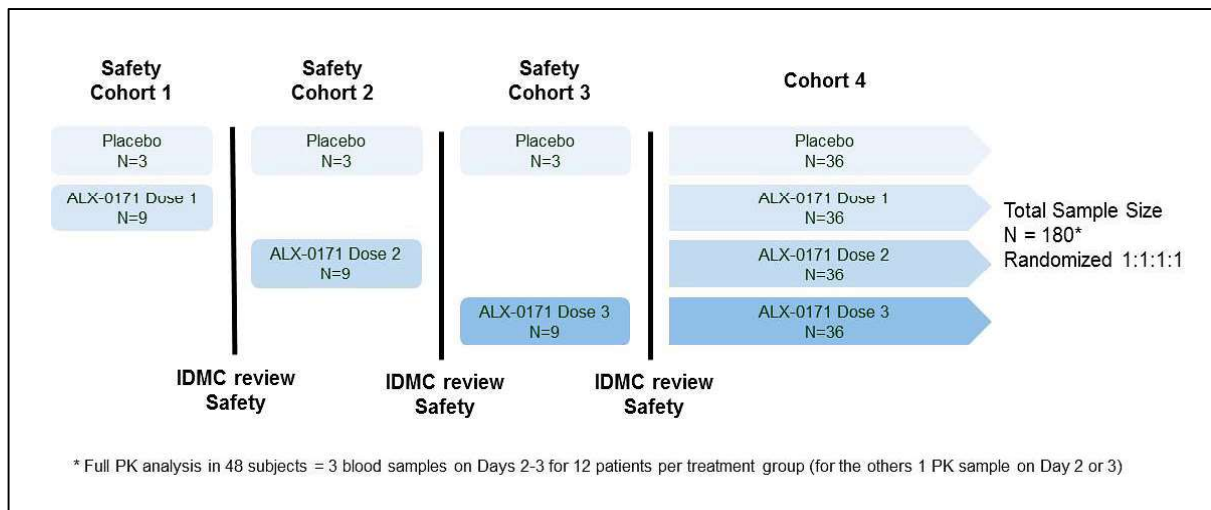 Safety
Cohort 1
Safety
Cohort 2
Safety
Cohort 3
Cohort 4
Placebo
N=3
Placebo
N=3
Placebo
N=3
Placebo
N=36
ALX-0171 Dose 1
N=9
ALX-0171 Dose 1
N=36
ALX-0171 Dose 2
N=9
ALX-0171 Dose 2
N=36
ALX-0171 Dose 3
N=9
ALX-0171 Dose 3
N=36
Total Sample Size
N = 180*
Randomized 1:1:1:1
IDMC review
Safety
IDMC review
Safety
IDMC review
Safety
* Full PK analysis in 48 subjects = 3 blood samples on Days 2-3 for 12 patients per treatment group (for the others 1 PK sample on Day 2 or 3)